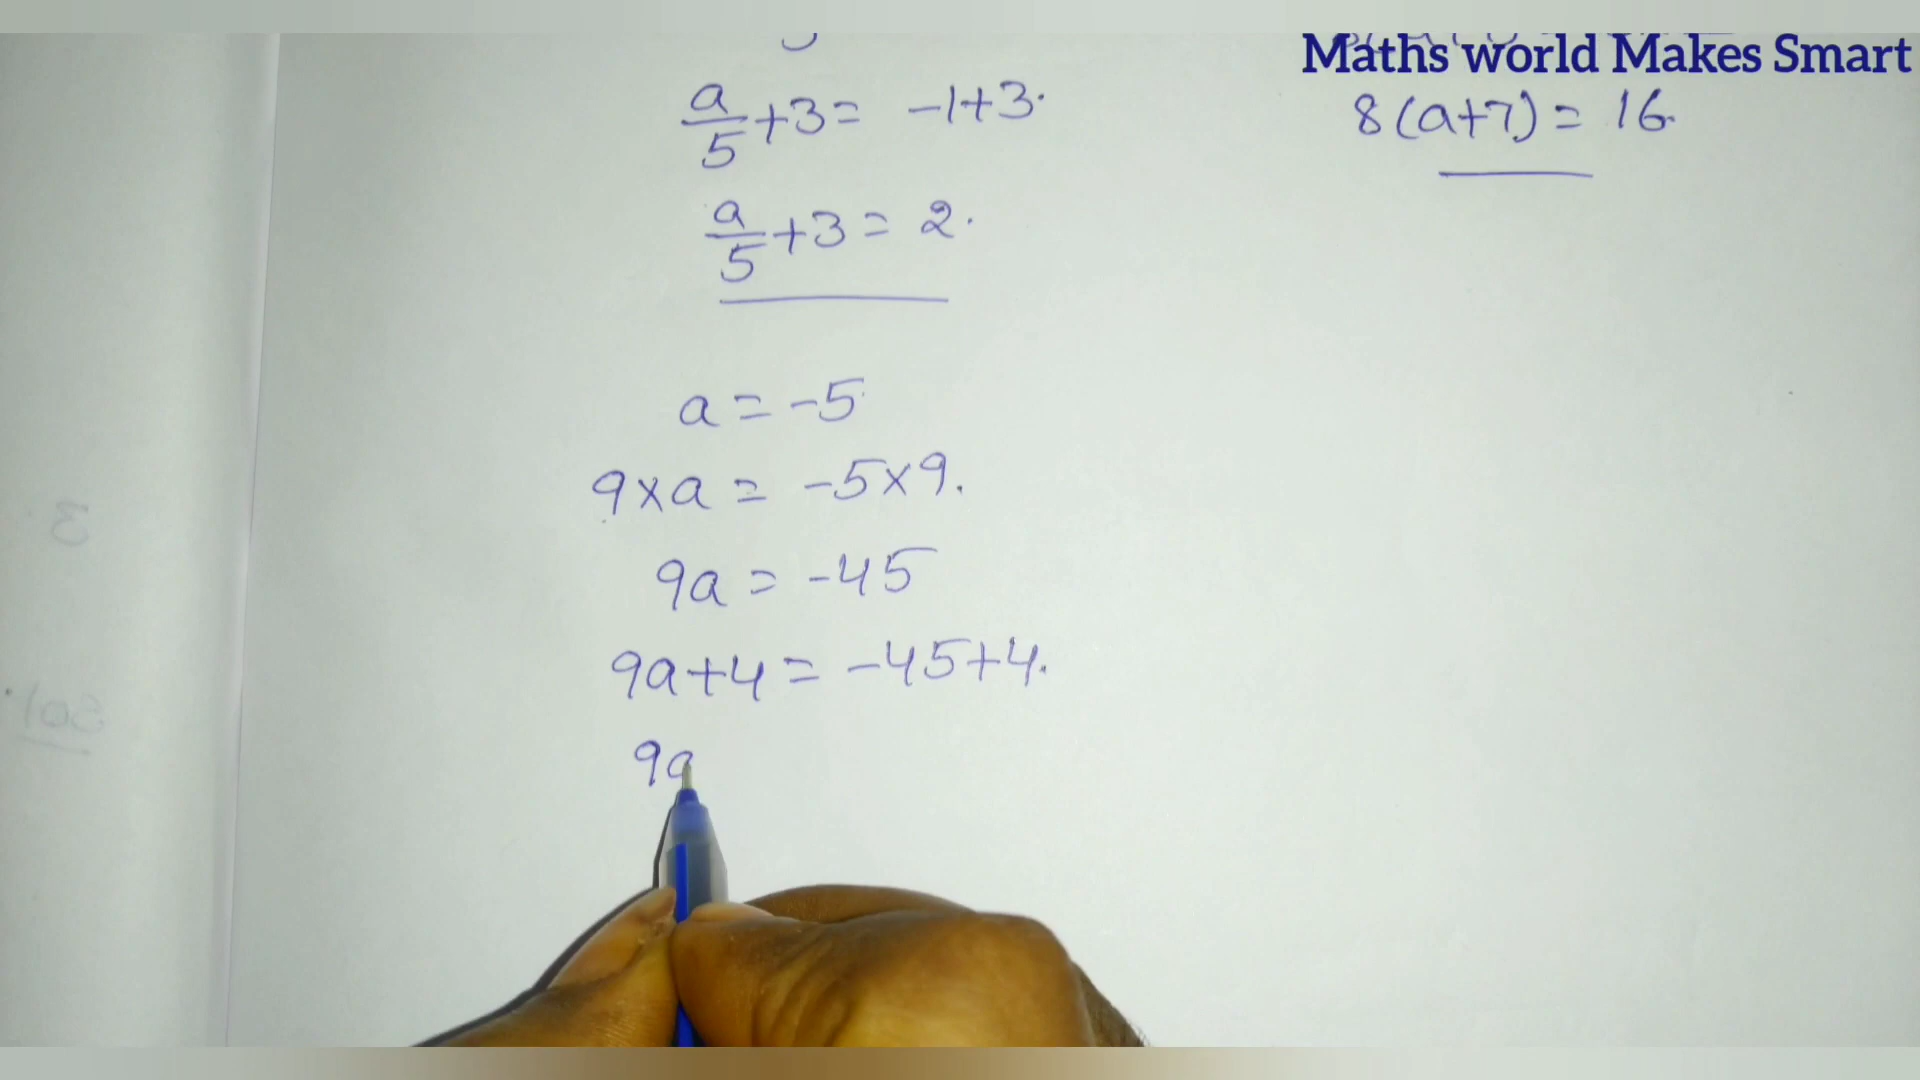 Maths world Makes Smart
a/5 + 3 = -1+3.
a/5 + 3 = 2.
a = -5
9×a = -5×9.
9a = -45
9a+4 = -45+4.
9a
8(a+7) = 16.
3